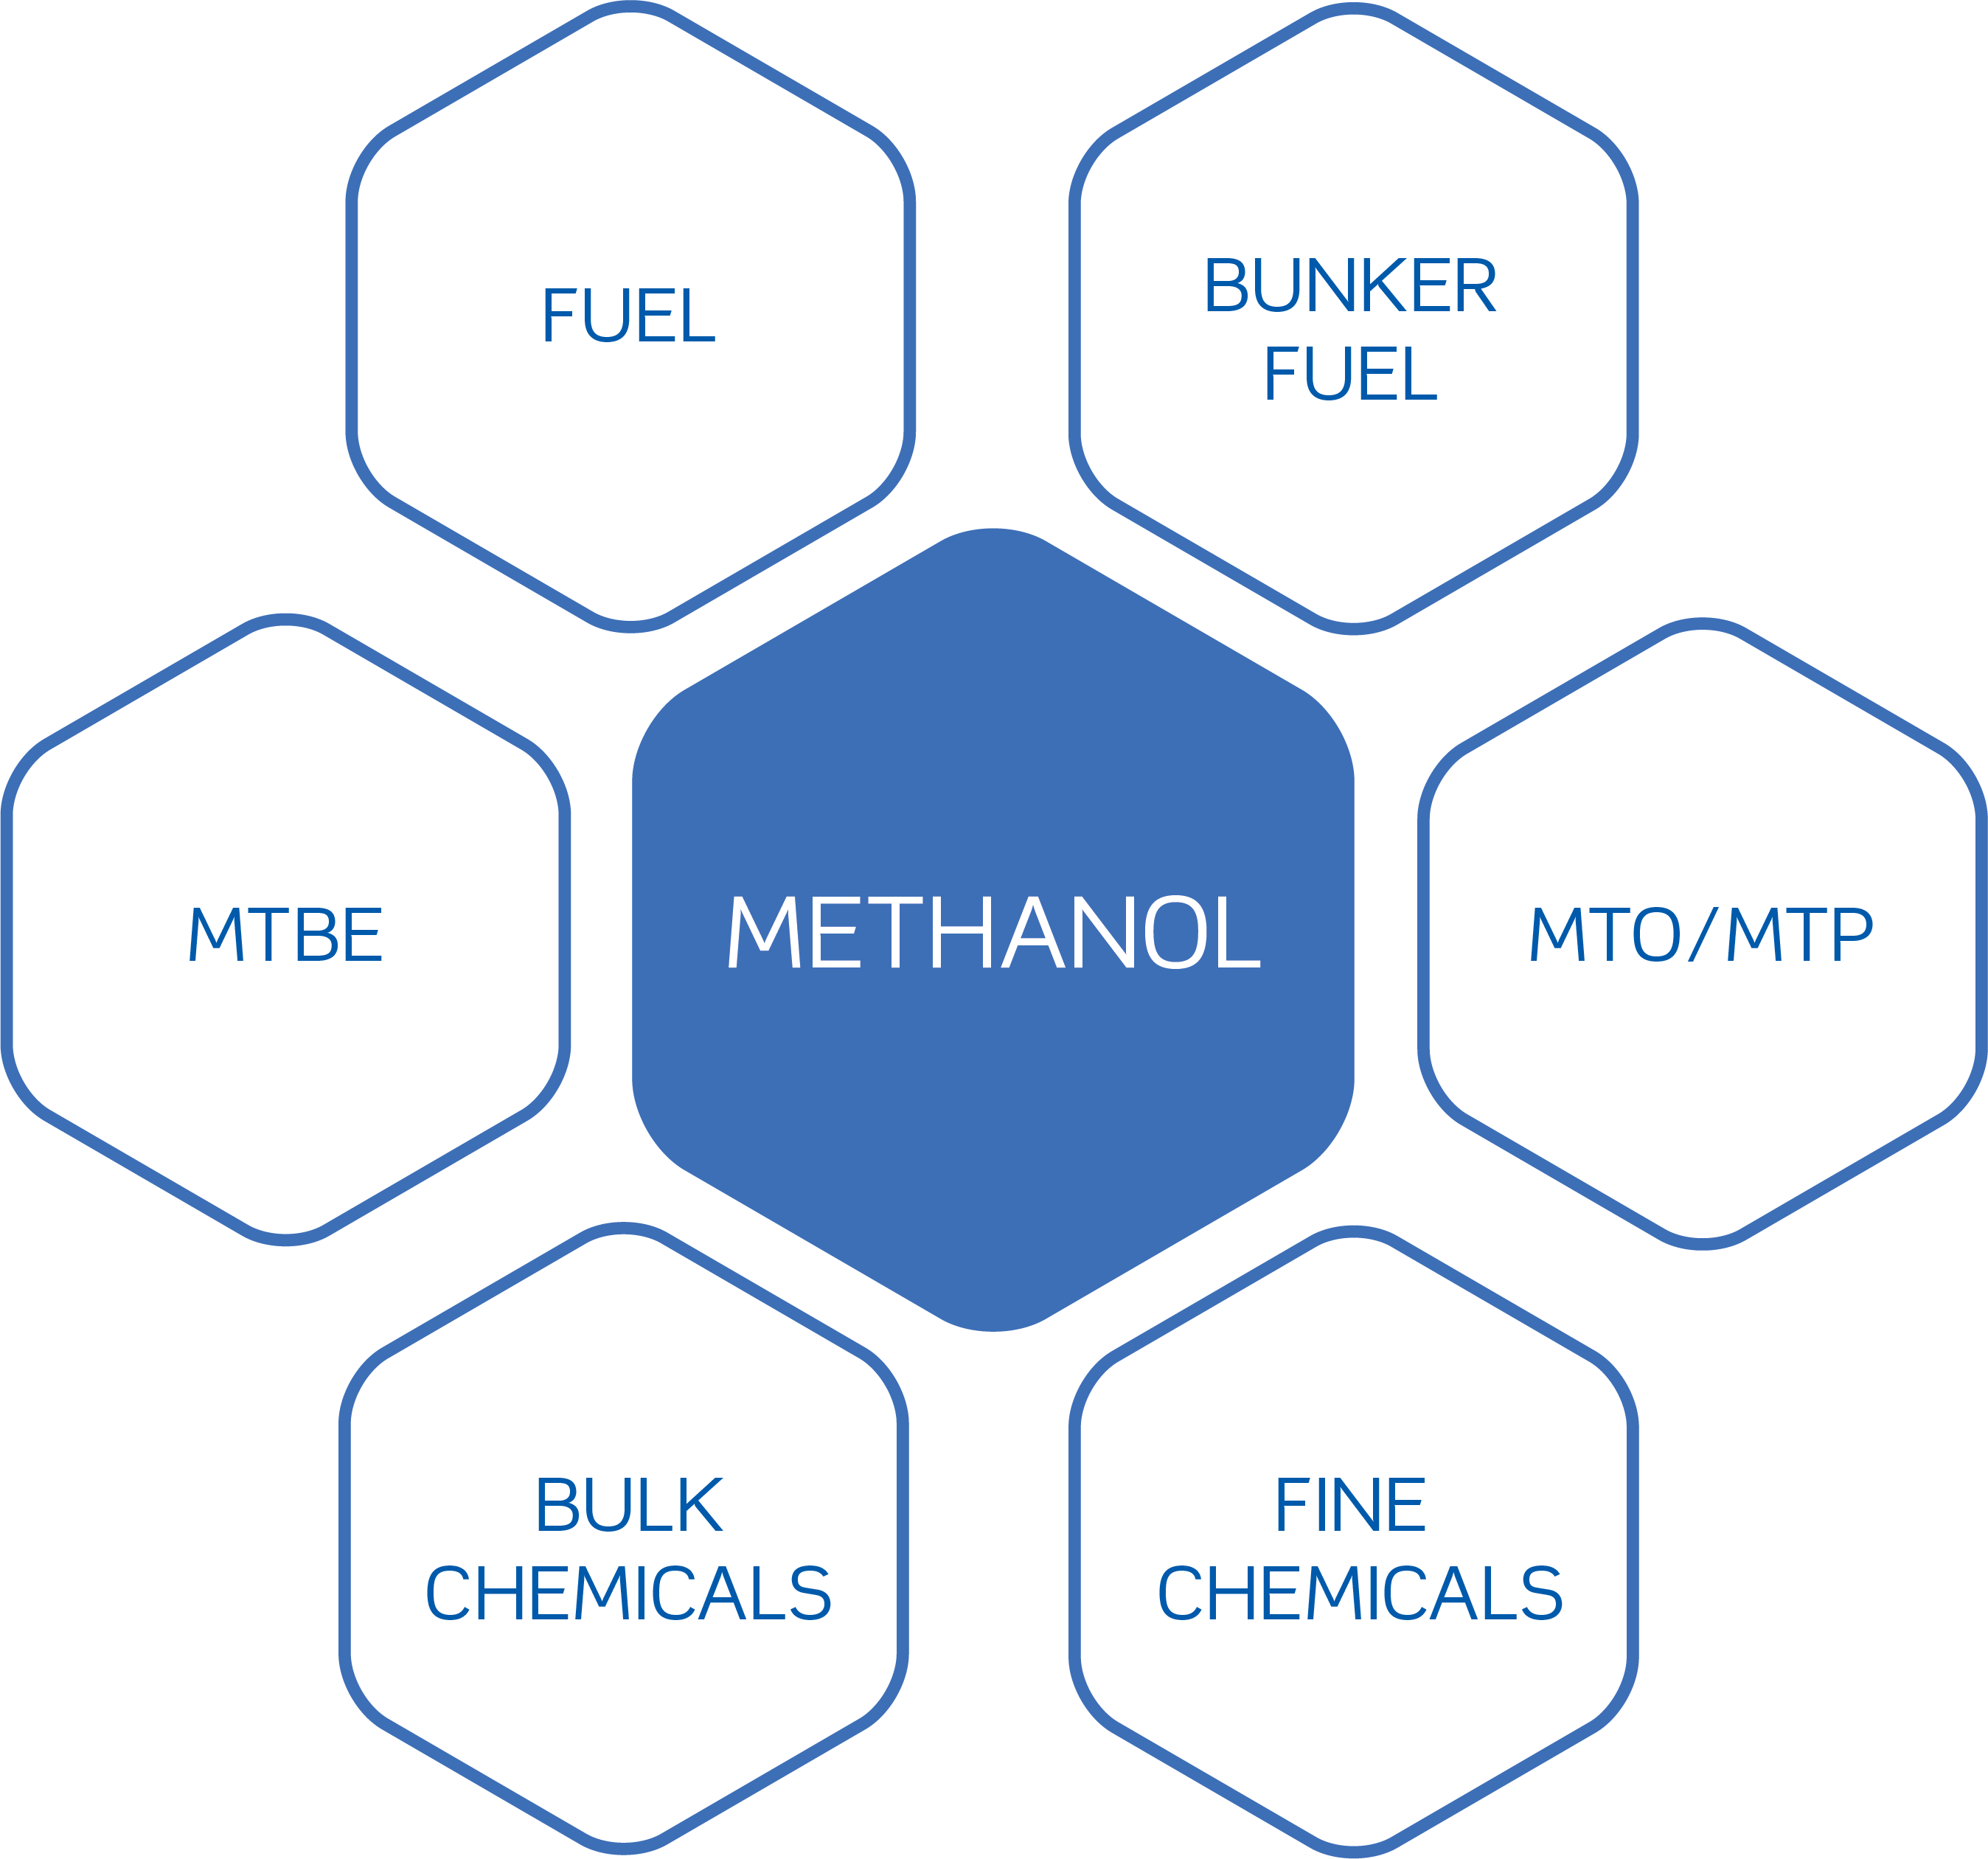 FUEL
BUNKER
FUEL
MTBE
METHANOL
MTO/MTP
BULK
CHEMICALS
FINE
CHEMICALS